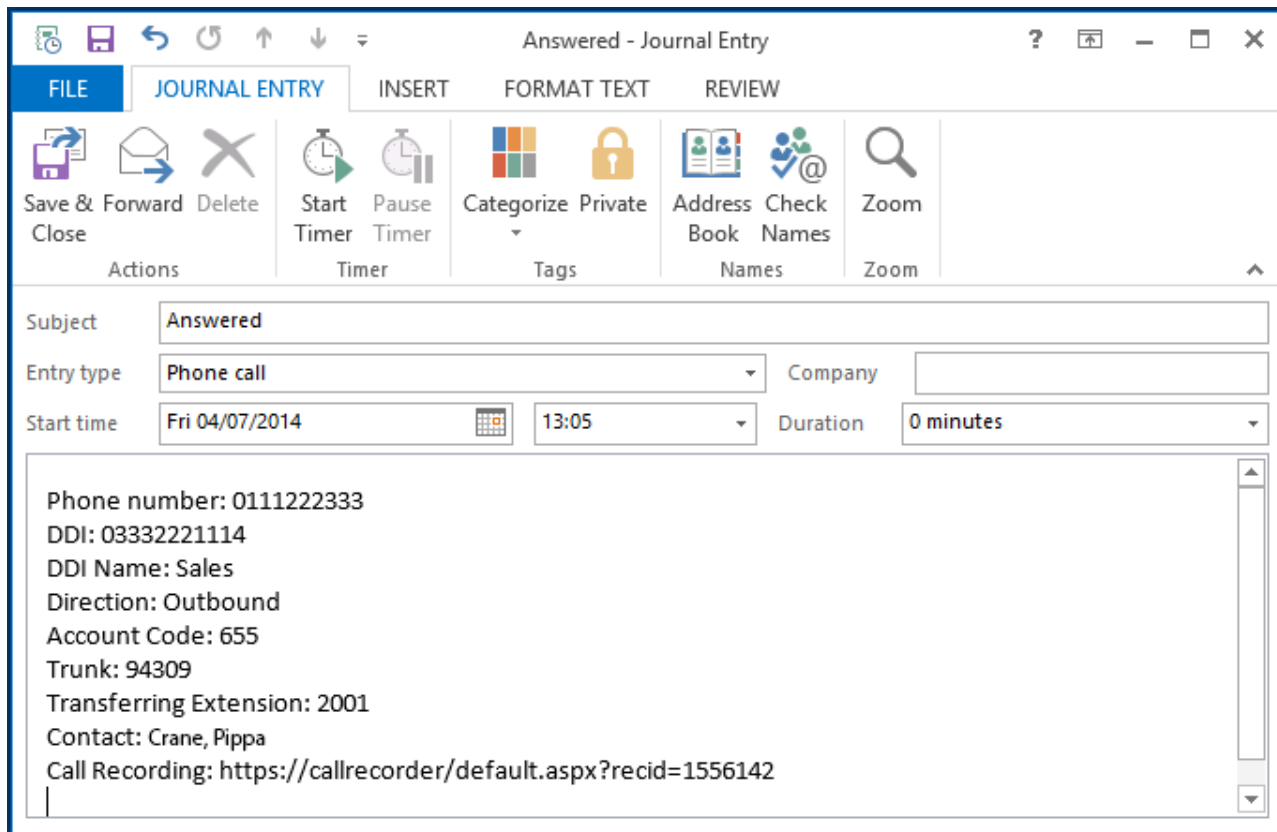 Answered - Journal Entry
?
FILE JOURNAL ENTRY INSERT FORMAT TEXT REVIEW
Save & Close Forward Delete Start Timer Pause Timer Categorize Private Address Book Check Names Zoom
Actions Timer Tags Names Zoom
Subject Answered
Entry type Phone call Company
Start time Fri 04/07/2014 13:05 Duration 0 minutes
Phone number: 0111222333
DDI: 03332221114
DDI Name: Sales
Direction: Outbound
Account Code: 655
Trunk: 94309
Transferring Extension: 2001
Contact: Crane, Pippa
Call Recording: https://callrecorder/default.aspx?recid=1556142